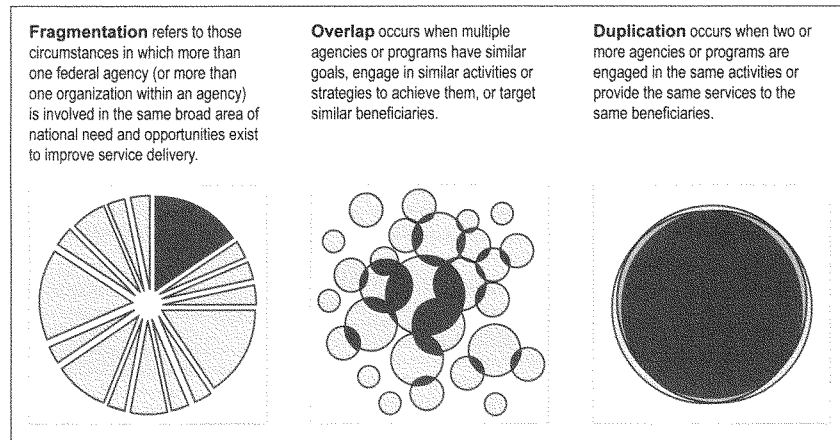 Fragmentation refers to those
circumstances in which more than
one federal agency (or more than
one organization within an agency)
is involved in the same broad area of
national need and opportunities exist
to improve service delivery.
Overlap occurs when multiple
agencies or programs have similar
goals, engage in similar activities or
strategies to achieve them, or target
similar beneficiaries.
Duplication occurs when two or
more agencies or programs are
engaged in the same activities or
provide the same services to the
same beneficiaries.